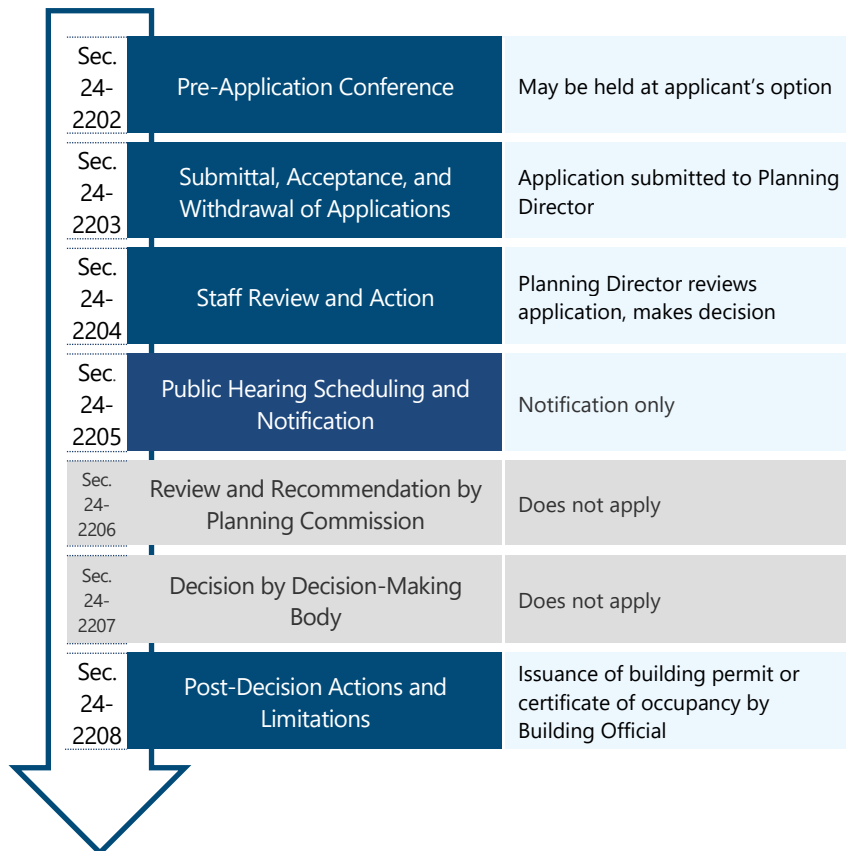 Sec.
24-
2202
Pre-Application Conference
May be held at applicant’s option
Sec.
24-
2203
Submittal, Acceptance, and
Withdrawal of Applications
Application submitted to Planning
Director
Sec.
24-
2204
Staff Review and Action
Planning Director reviews
application, makes decision
Sec.
24-
2205
Public Hearing Scheduling and
Notification
Notification only
Sec.
24-
2206
Review and Recommendation by
Planning Commission
Does not apply
Sec.
24-
2207
Decision by Decision-Making
Body
Does not apply
Sec.
24-
2208
Post-Decision Actions and
Limitations
Issuance of building permit or
certificate of occupancy by
Building Official